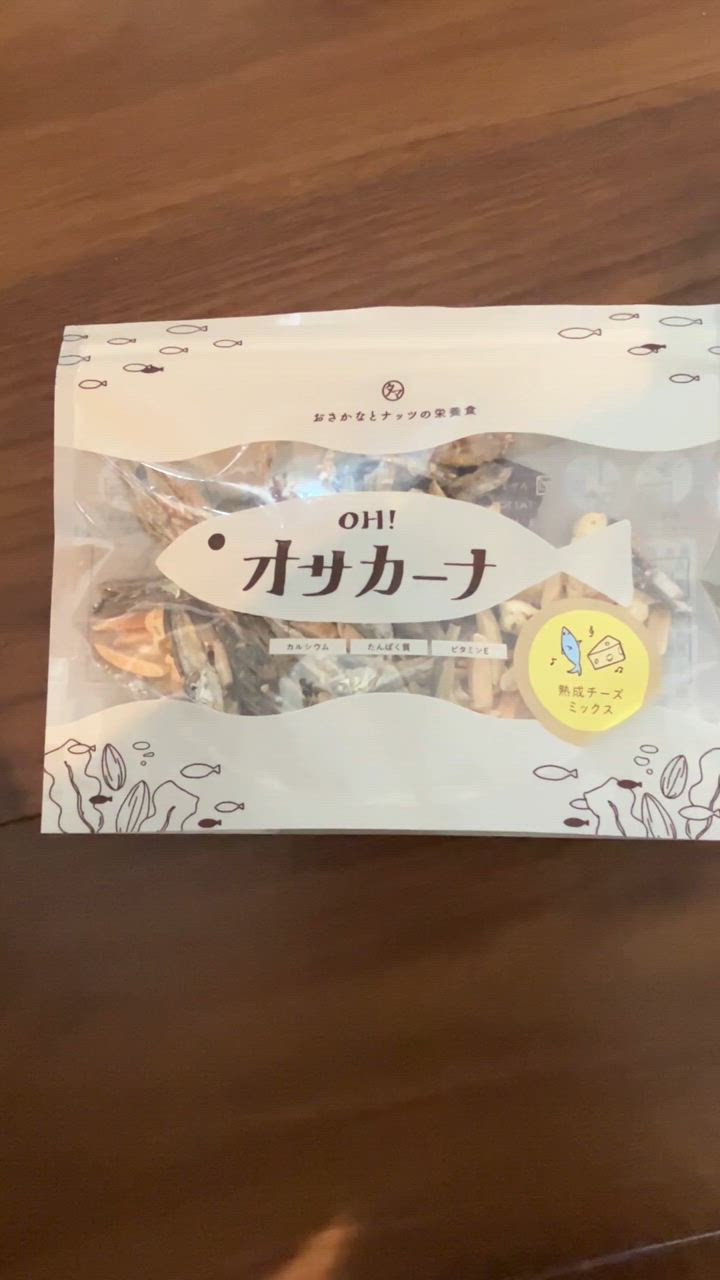 タマ
おさかなとナッツの栄養食
OH!
オサカーナ
カルシウム
たんぱく質
ビタミンE
熟成チーズ
ミックス